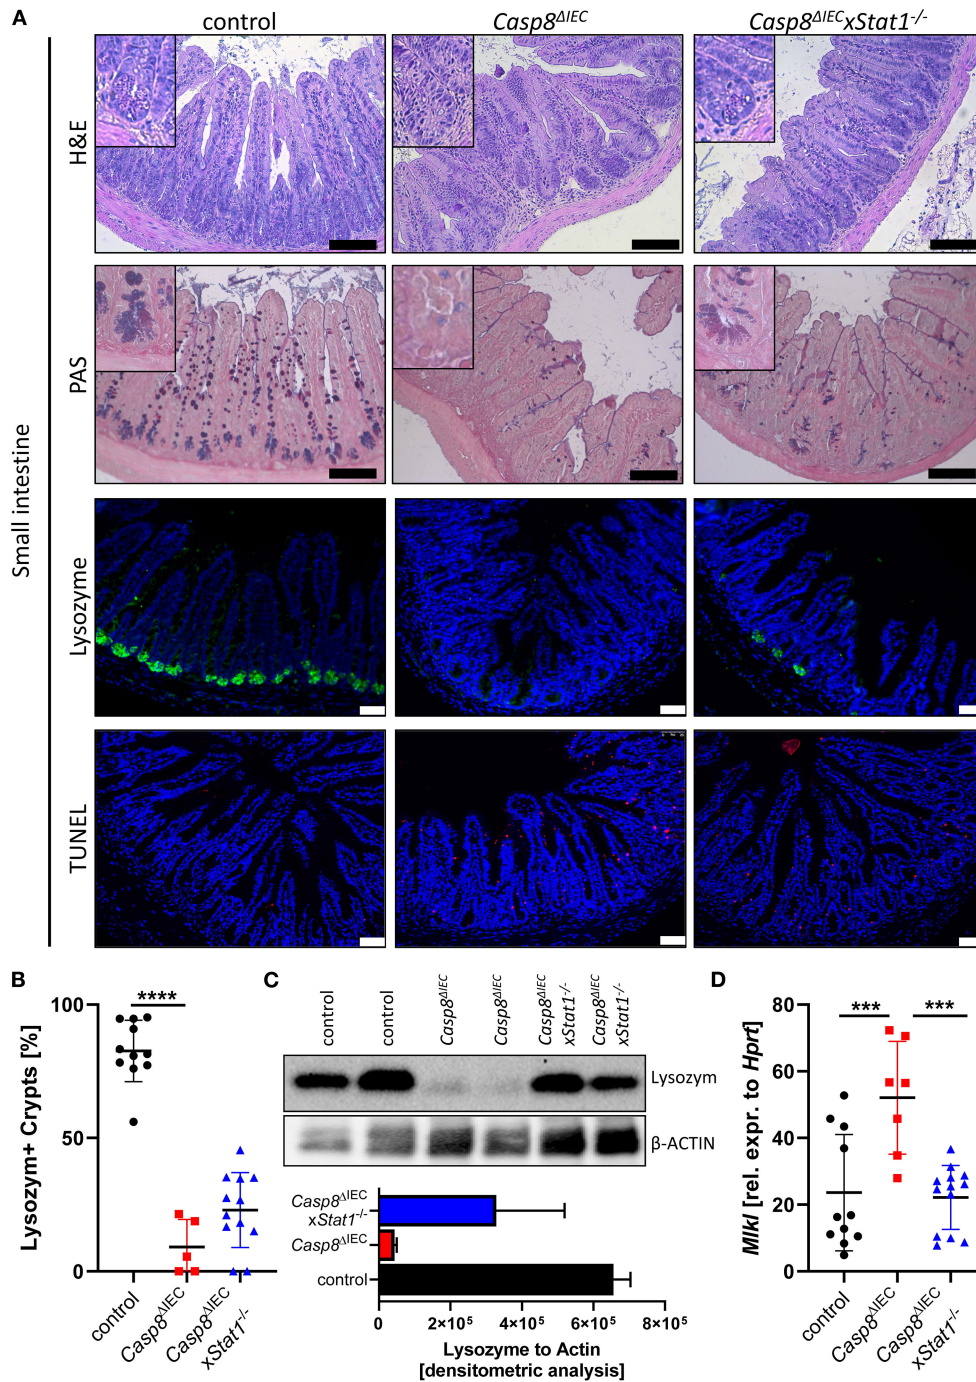 A
control
Casp8ΔIEC
Casp8ΔIECxStat1-/-
Small intestine
H&E
PAS
Lysozyme
TUNEL
B
****
Lysozym+ Crypts [%]
100
50
0
control
Casp8ΔIEC
Casp8ΔIEC
xStat1-/-
C
control
control
Casp8ΔIEC
Casp8ΔIEC
Casp8ΔIEC
xStat1-/-
Casp8ΔIEC
xStat1-/-
Lysozym
β-ACTIN
Casp8ΔIEC
xStat1-/-
Casp8ΔIEC
control
0
2×10⁵
4×10⁵
6×10⁵
8×10⁵
Lysozyme to Actin
[densitometric analysis]
D
***
***
Mlkl [rel. expr. to Hprt]
80
60
40
20
0
control
Casp8ΔIEC
Casp8ΔIEC
xStat1-/-